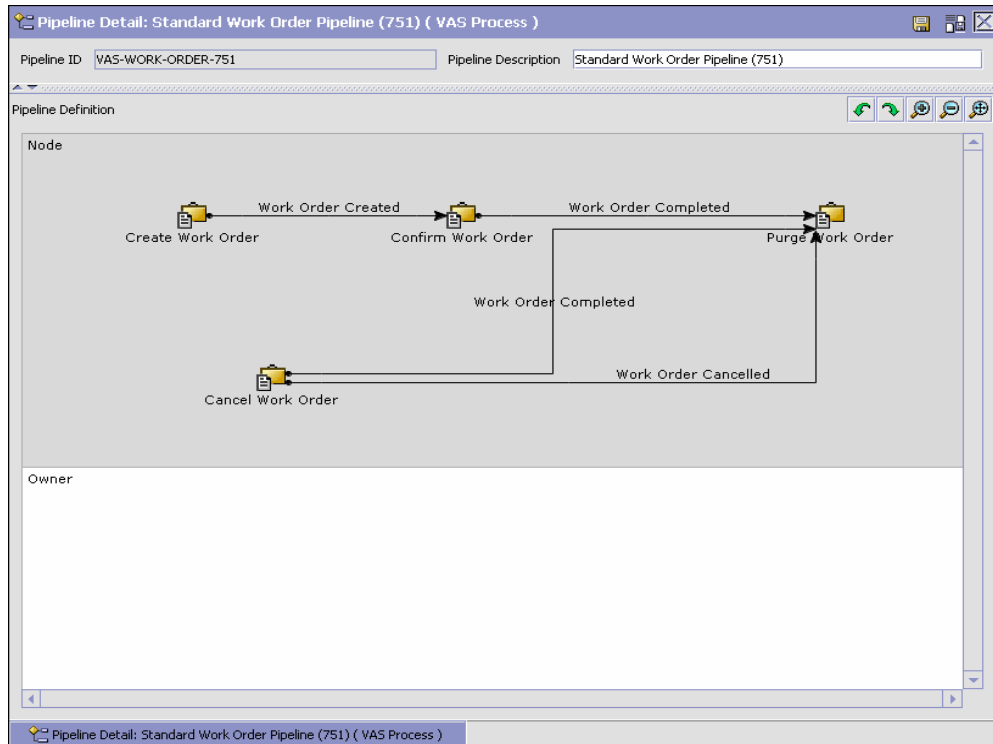 Pipeline Detail: Standard Work Order Pipeline (751) ( VAS Process )
Pipeline ID VAS-WORK-ORDER-751 Pipeline Description Standard Work Order Pipeline (751)
Pipeline Definition
Node
Work Order Created Work Order Completed
Create Work Order Confirm Work Order Purge Work Order
Work Order Completed
Work Order Cancelled
Cancel Work Order
Owner
Pipeline Detail: Standard Work Order Pipeline (751) ( VAS Process )